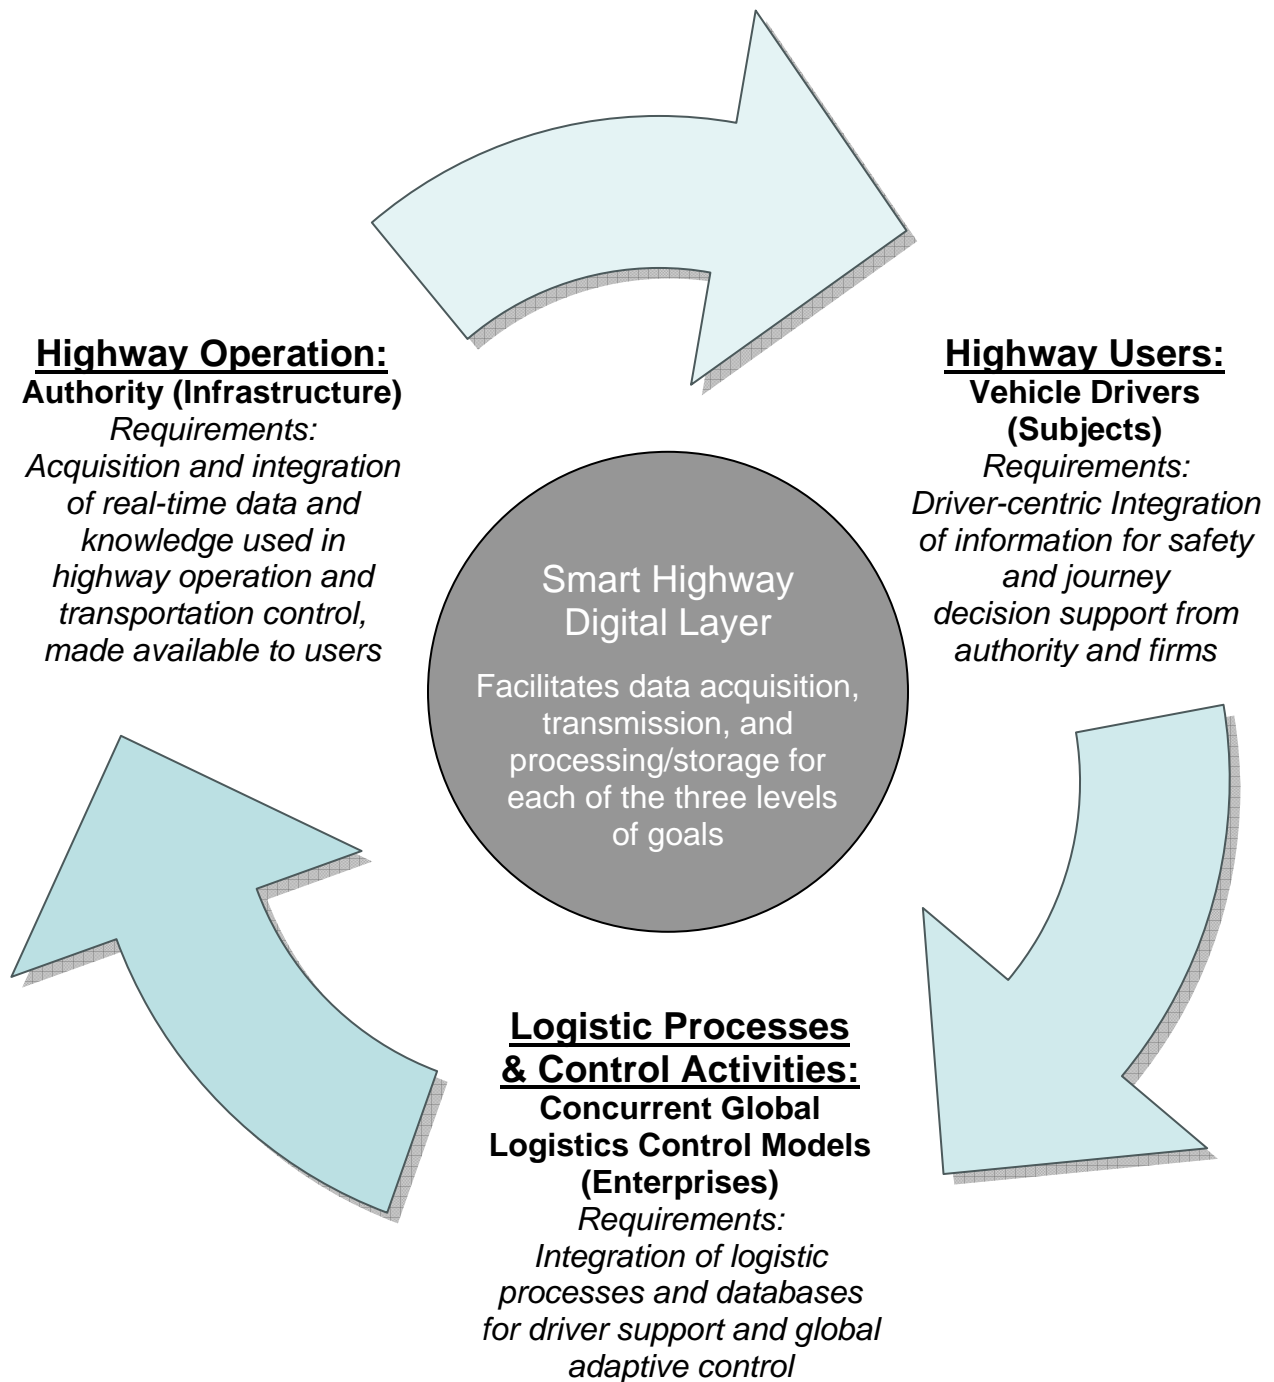 Highway Operation:
Authority (Infrastructure)
Requirements:
Acquisition and integration
of real-time data and
knowledge used in
highway operation and
transportation control,
made available to users
Highway Users:
Vehicle Drivers
(Subjects)
Requirements:
Driver-centric Integration
of information for safety
and journey
decision support from
authority and firms
Smart Highway
Digital Layer
Facilitates data acquisition,
transmission, and
processing/storage for
each of the three levels
of goals
Logistic Processes
& Control Activities:
Concurrent Global
Logistics Control Models
(Enterprises)
Requirements:
Integration of logistic
processes and databases
for driver support and global
adaptive control